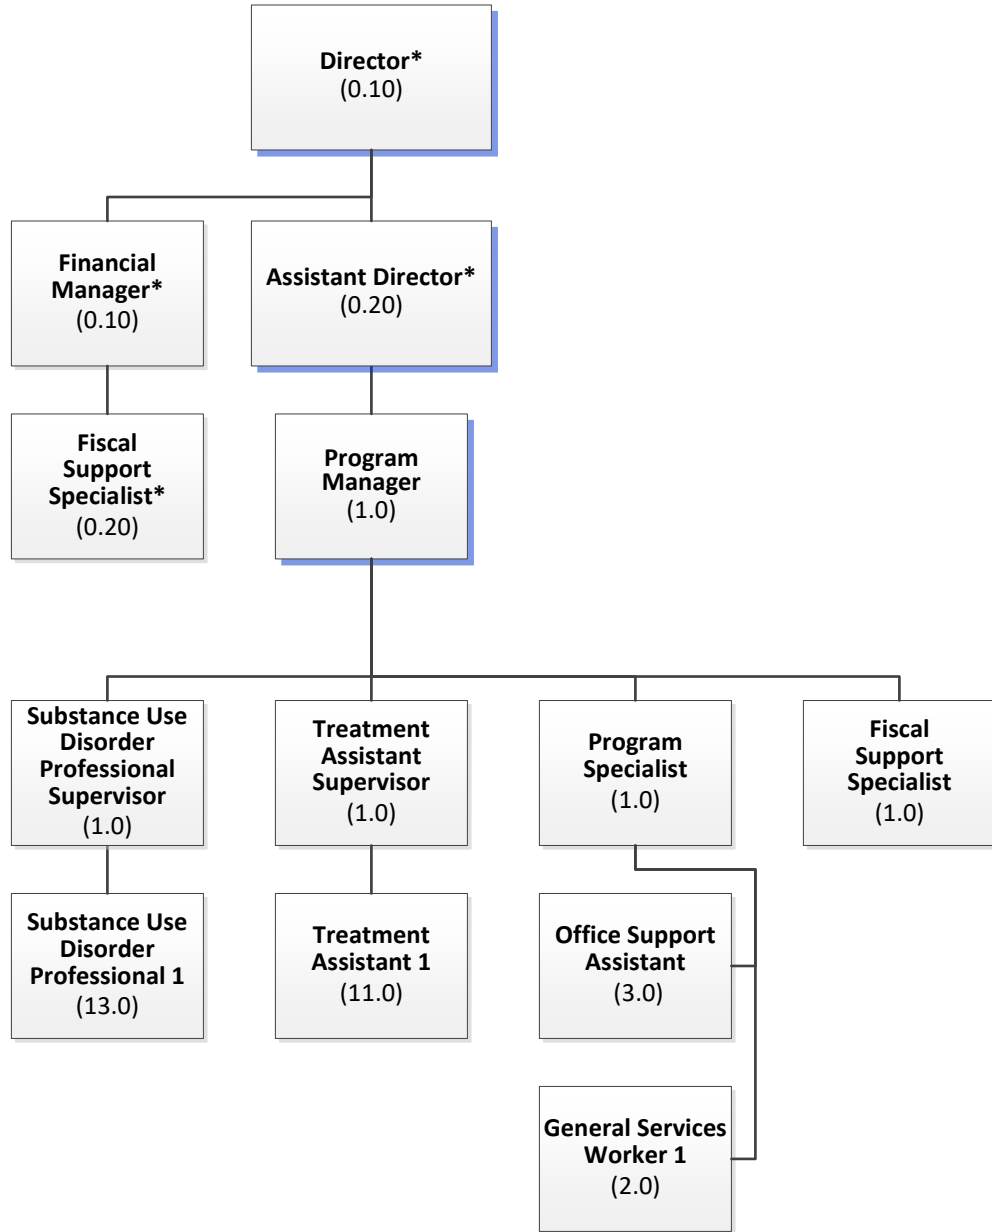 Director*
(0.10)
Financial
Manager*
(0.10)
Assistant Director*
(0.20)
Fiscal
Support
Specialist*
(0.20)
Program
Manager
(1.0)
Substance Use
Disorder
Professional
Supervisor
(1.0)
Treatment
Assistant
Supervisor
(1.0)
Program
Specialist
(1.0)
Fiscal
Support
Specialist
(1.0)
Substance Use
Disorder
Professional 1
(13.0)
Treatment
Assistant 1
(11.0)
Office Support
Assistant
(3.0)
General Services
Worker 1
(2.0)